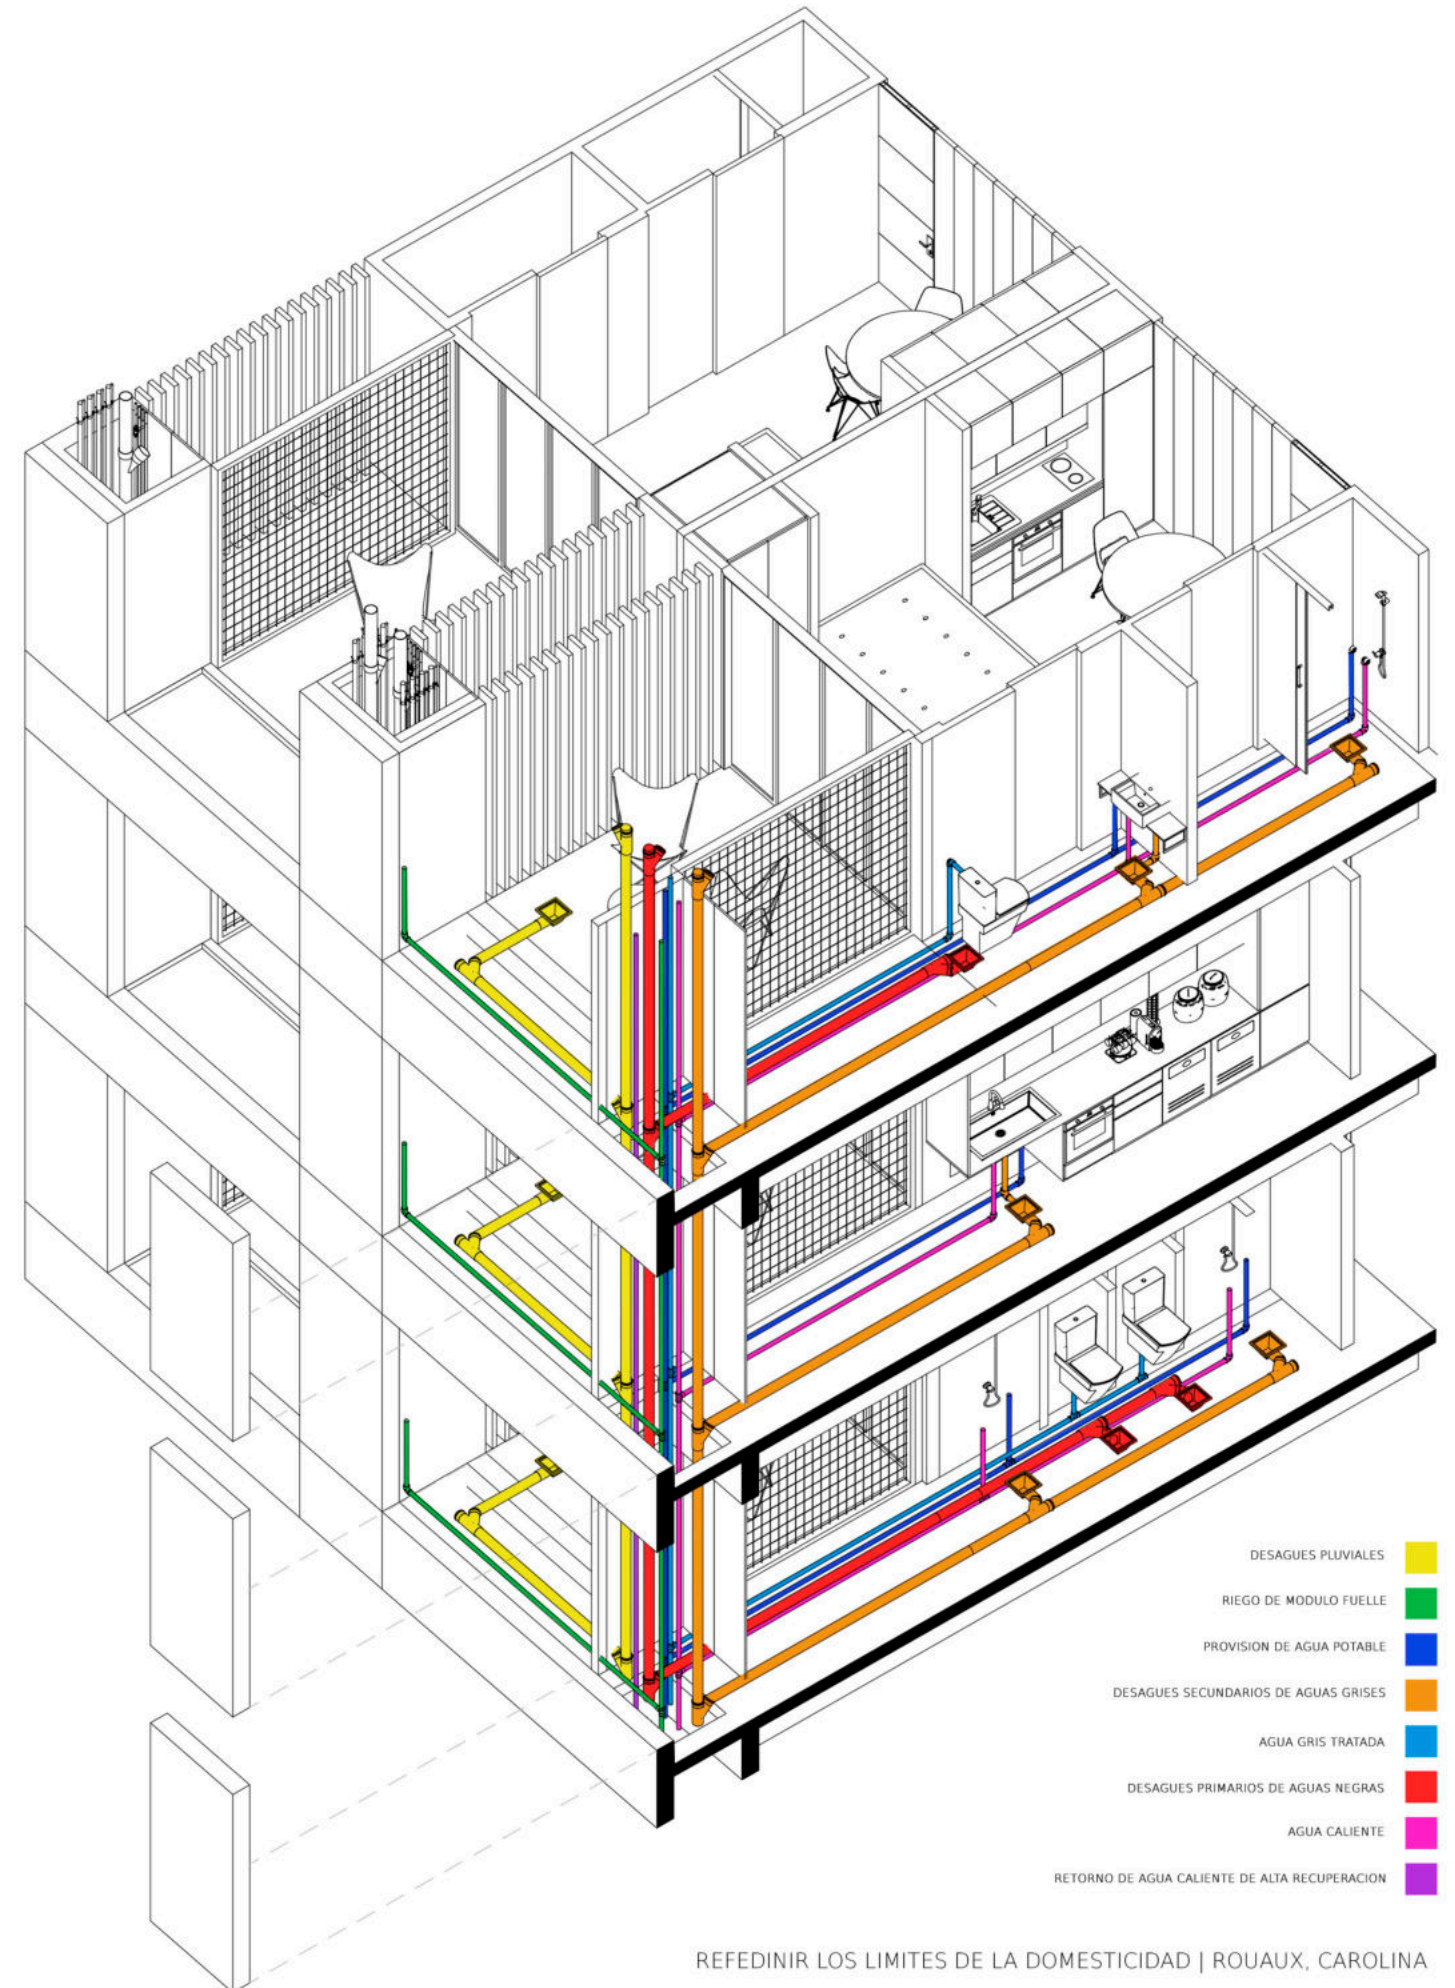 DESAGUES PLUVIALES
RIEGO DE MODULO FUELLE
PROVISION DE AGUA POTABLE
DESAGUES SECUNDARIOS DE AGUAS GRISES
AGUA GRIS TRATADA
DESAGUES PRIMARIOS DE AGUAS NEGRAS
AGUA CALIENTE
RETORNO DE AGUA CALIENTE DE ALTA RECUPERACION
REFEDINIR LOS LIMITES DE LA DOMESTICIDAD | ROUAUX, CAROLINA